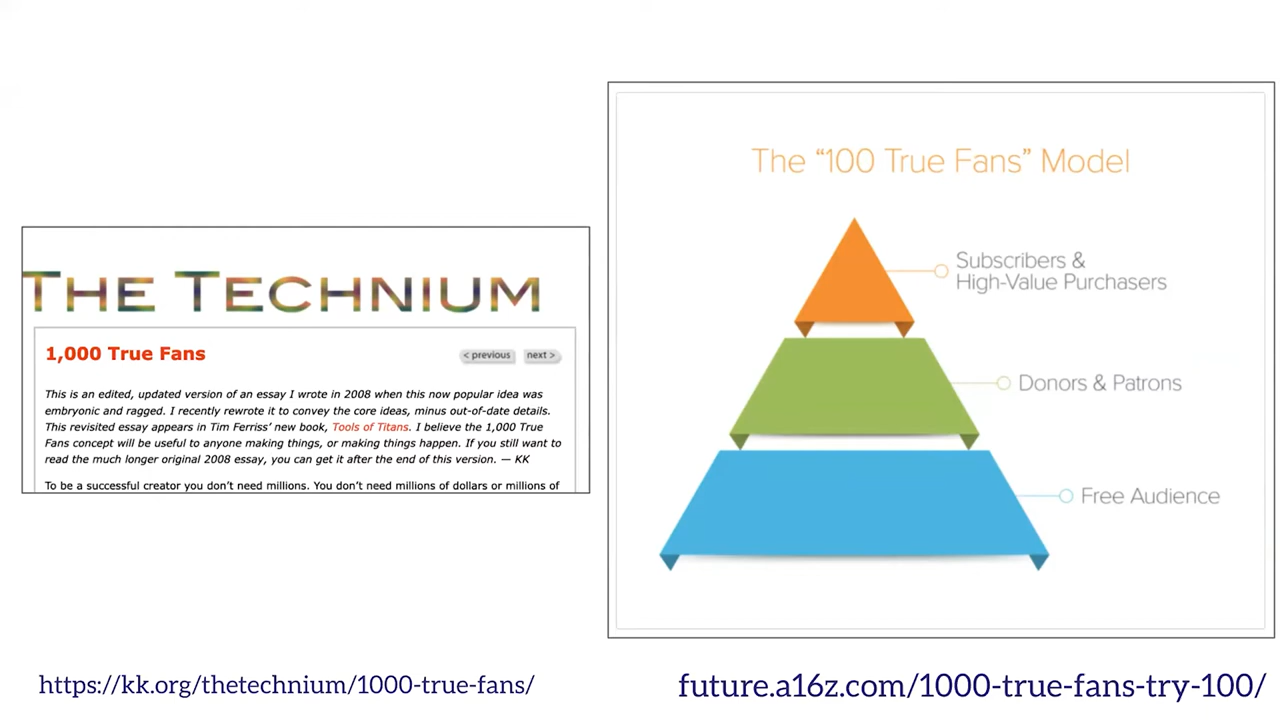 THE TECHNIUM
1,000 True Fans
< previous
next >
This is an edited, updated version of an essay I wrote in 2008 when this now popular idea was
embryonic and ragged. I recently rewrote it to convey the core ideas, minus out-of-date details.
This revisited essay appears in Tim Ferriss' new book, Tools of Titans. I believe the 1,000 True
Fans concept will be useful to anyone making things, or making things happen. If you still want to
read the much longer original 2008 essay, you can get it after the end of this version. — KK
To be a successful creator you don't need millions. You don't need millions of dollars or millions of
https://kk.org/thetechnium/1000-true-fans/
The “100 True Fans” Model
Subscribers &
High-Value Purchasers
Donors & Patrons
Free Audience
future.a16z.com/1000-true-fans-try-100/